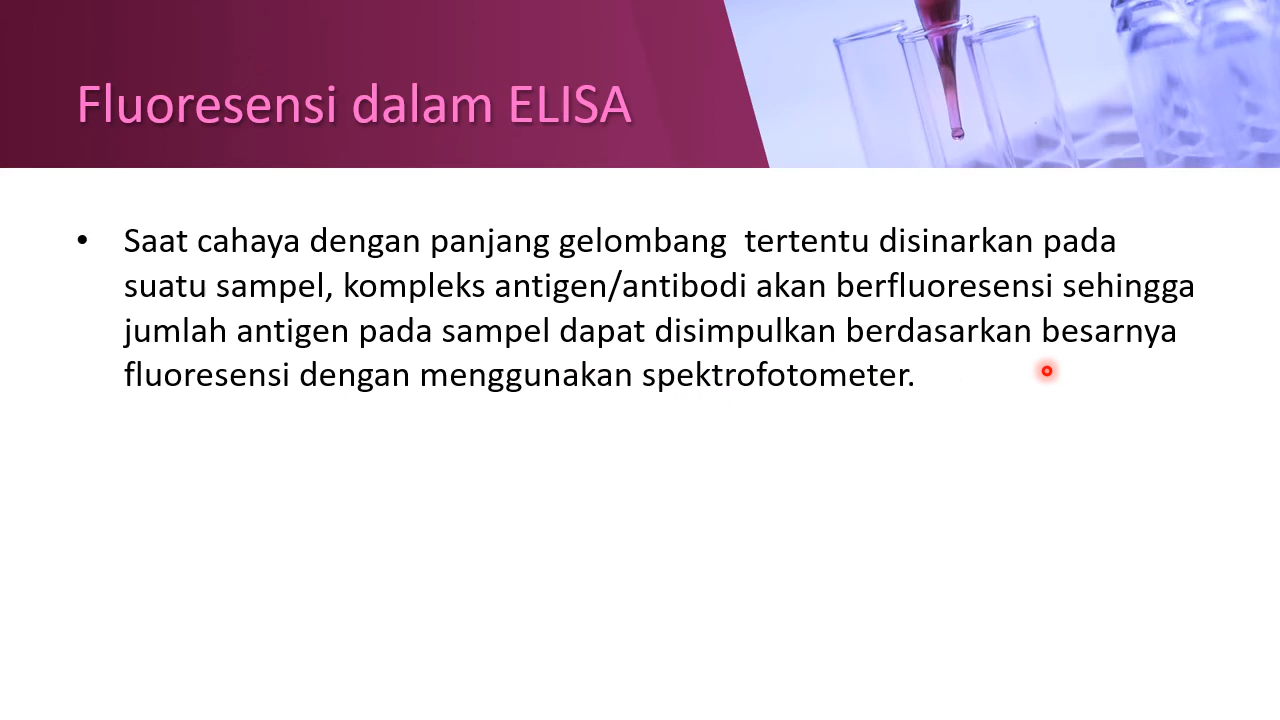 Fluoresensi dalam ELISA
• Saat cahaya dengan panjang gelombang  tertentu disinarkan pada
suatu sampel, kompleks antigen/antibodi akan berfluoresensi sehingga
jumlah antigen pada sampel dapat disimpulkan berdasarkan besarnya
fluoresensi dengan menggunakan spektrofotometer.